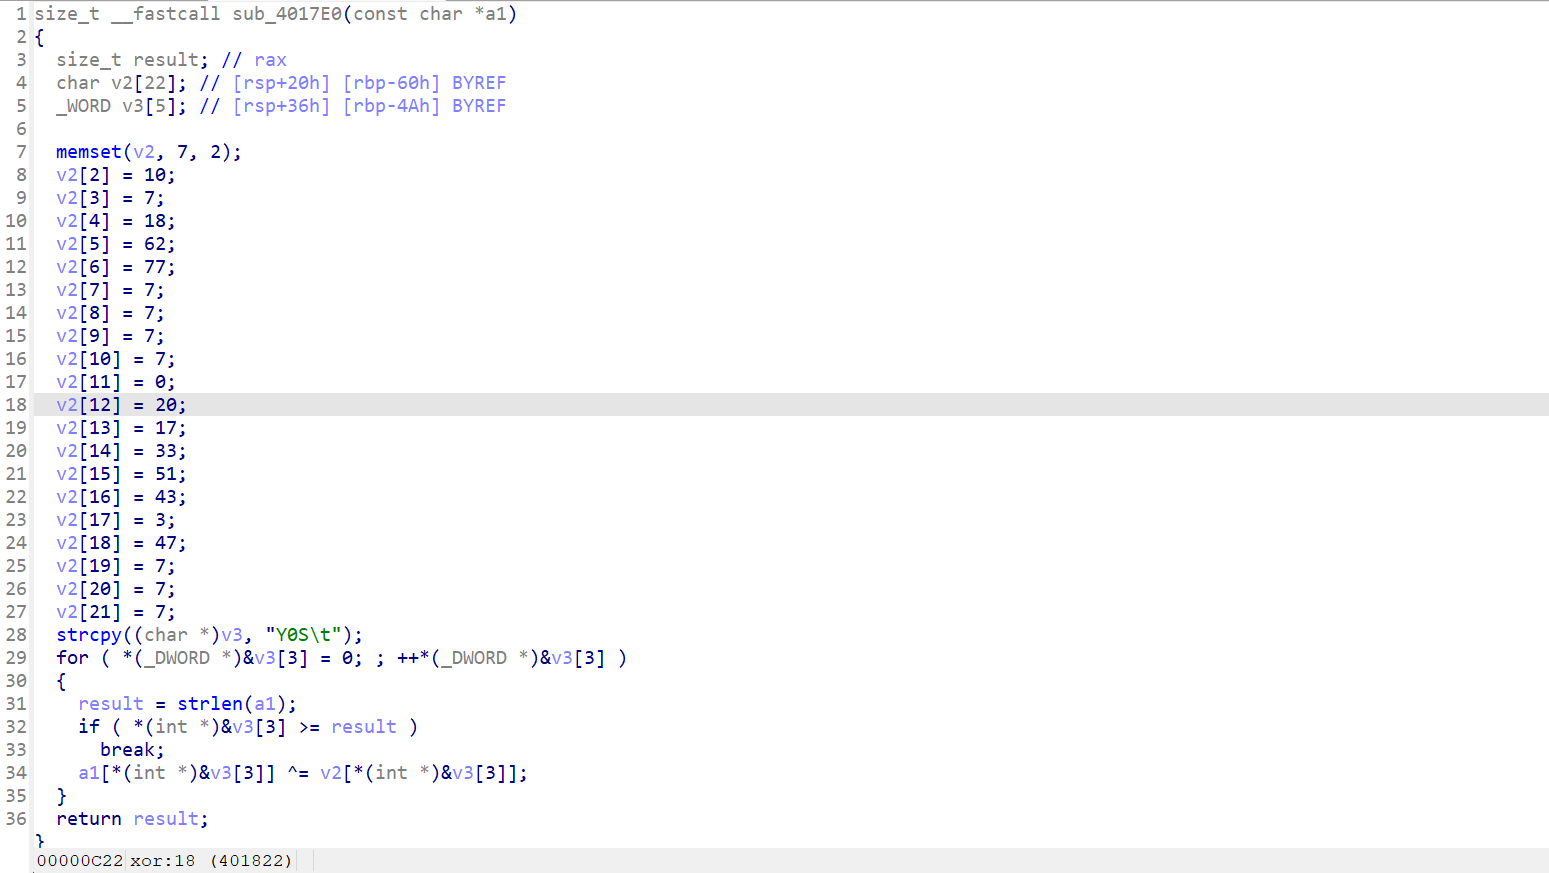 1 size_t __fastcall sub_4017E0(const char *a1)
2 {
3 size_t result; // rax
4 char v2[22]; // [rsp+20h] [rbp-60h] BYREF
5 _WORD v3[5]; // [rsp+36h] [rbp-4Ah] BYREF
6
7 memset(v2, 7, 2);
8 v2[2] = 10;
9 v2[3] = 7;
10 v2[4] = 18;
11 v2[5] = 62;
12 v2[6] = 77;
13 v2[7] = 7;
14 v2[8] = 7;
15 v2[9] = 7;
16 v2[10] = 7;
17 v2[11] = 0;
18 v2[12] = 20;
19 v2[13] = 17;
20 v2[14] = 33;
21 v2[15] = 51;
22 v2[16] = 43;
23 v2[17] = 3;
24 v2[18] = 47;
25 v2[19] = 7;
26 v2[20] = 7;
27 v2[21] = 7;
28 strcpy((char *)v3, "Y0S\t");
29 for ( *(_DWORD *)&v3[3] = 0; ; ++*(_DWORD *)&v3[3] )
30 {
31 result = strlen(a1);
32 if ( *(int *)&v3[3] >= result )
33 break;
34 a1[*(int *)&v3[3]] ^= v2[*(int *)&v3[3]];
35 }
36 return result;
}
00000C22 xor:18 (401822)